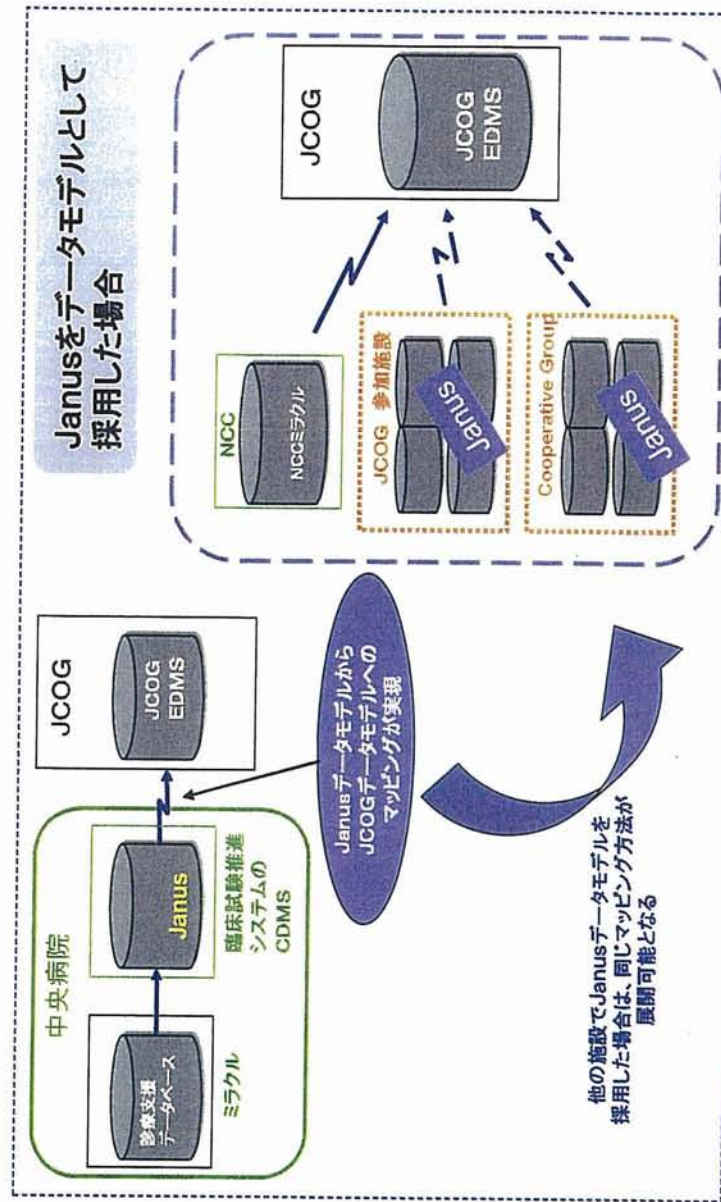 Janusをデータモデルとして
採用した場合
中央病院
診療支援
データベース
ミラクル
Janus
臨床試験推進
システムの
CDMS
JCOG
JCOG
EDMS
Janusデータモデルから
JCOGデータモデルへの
マッピングが実現
他の施設でJanusデータモデルを
採用した場合は、同じマッピング方法が
展開可能となる
NCC
NCCミラクル
JCOG 参加施設
Janus
Cooperative Group
Janus
JCOG
JCOG
EDMS